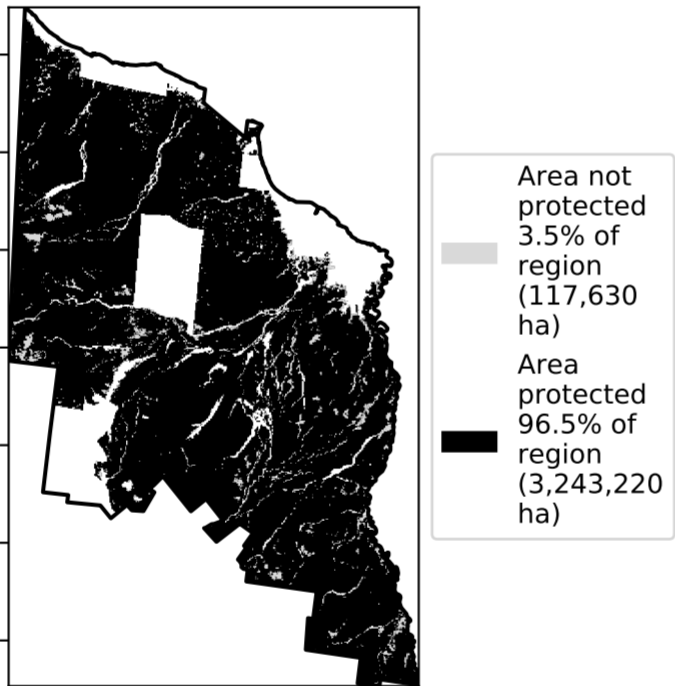 Area not
protected
3.5% of
region
(117,630
ha)
Area
protected
96.5% of
region
(3,243,220
ha)